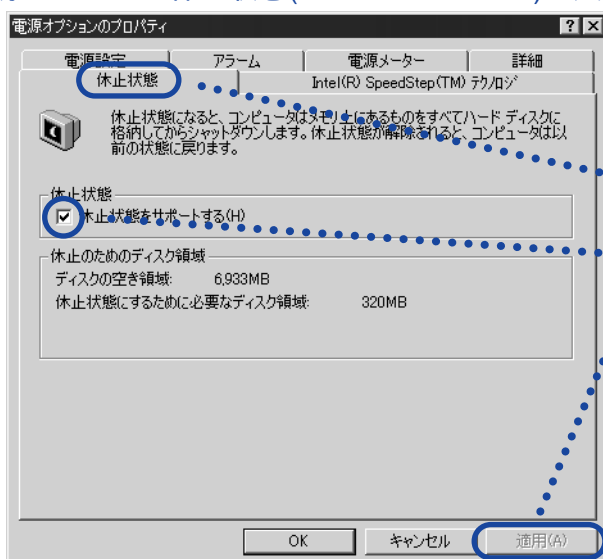 電源オプションのプロパティ
電源設定 アラーム 電源メーター 詳細
休止状態 Intel(R) SpeedStep(TM) テクノロジ
休止状態になると、コンピュータはメモリ上にあるものをすべてハード ディスクに
格納してからシャットダウンします。休止状態が解除されると、コンピュータは以
前の状態に戻ります。
休止状態
休止状態をサポートする(H)
休止のためのディスク領域
ディスクの空き領域: 6,933MB
休止状態にするために必要なディスク領域: 320MB
OK キャンセル 適用(A)